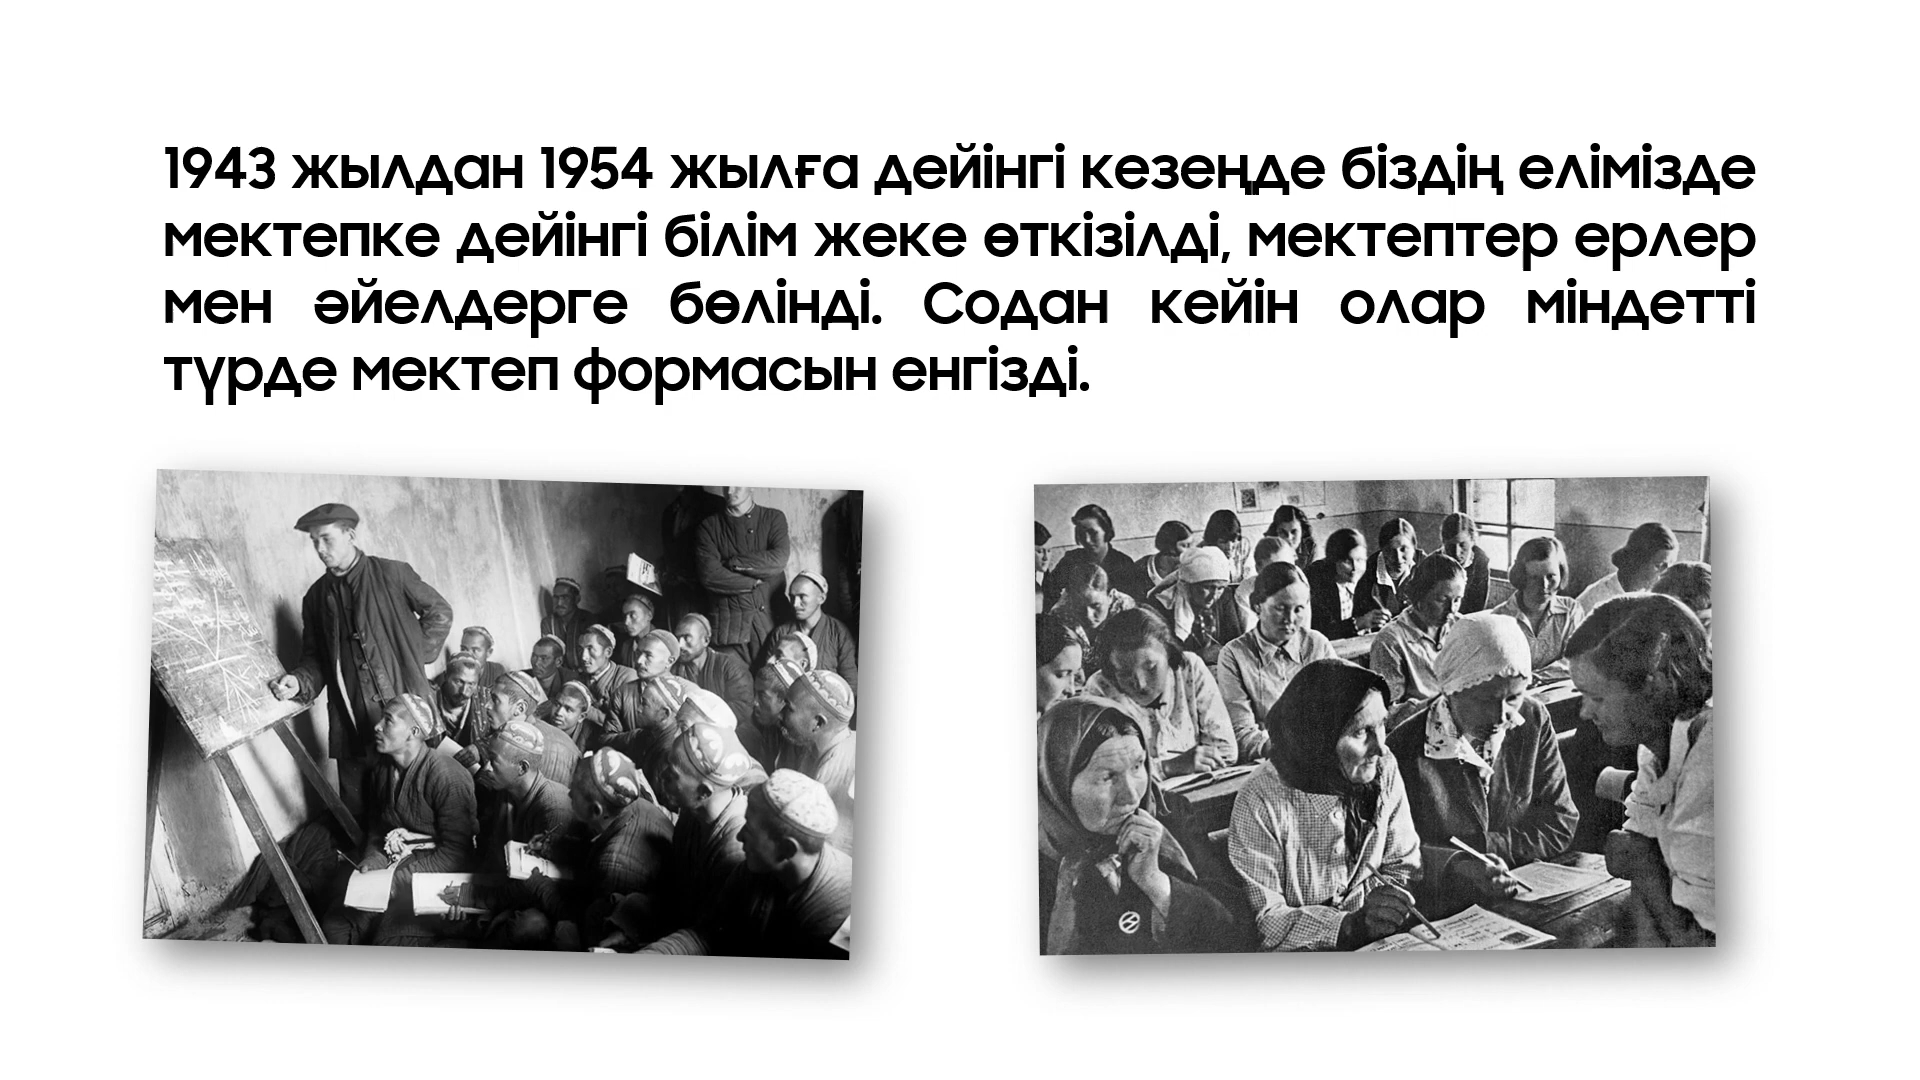 1943 жылдан 1954 жылға дейінгі кезеңде біздің елімізде
мектепке дейінгі білім жеке өткізілді, мектептер ерлер
мен әйелдерге бөлінді. Содан кейін олар міндетті
түрде мектеп формасын енгізді.